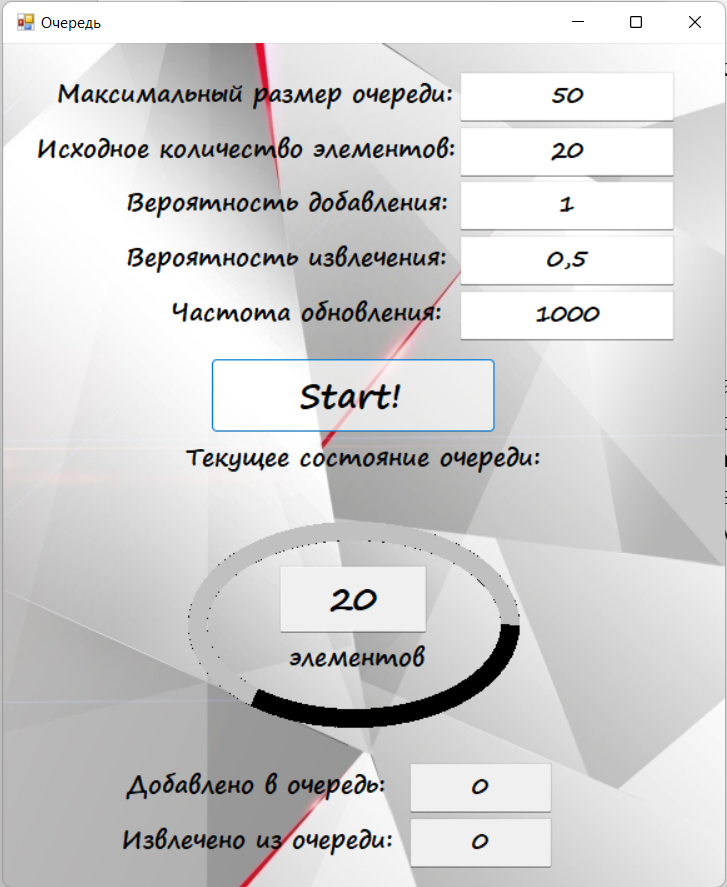 Очередь
Максимальный размер очереди: 50
Исходное количество элементов: 20
Вероятность добавления: 1
Вероятность извлечения: 0,5
Частота обновления: 1000
Start!
Текущее состояние очереди:
20
элементов
Добавлено в очередь: 0
Извлечено из очереди: 0